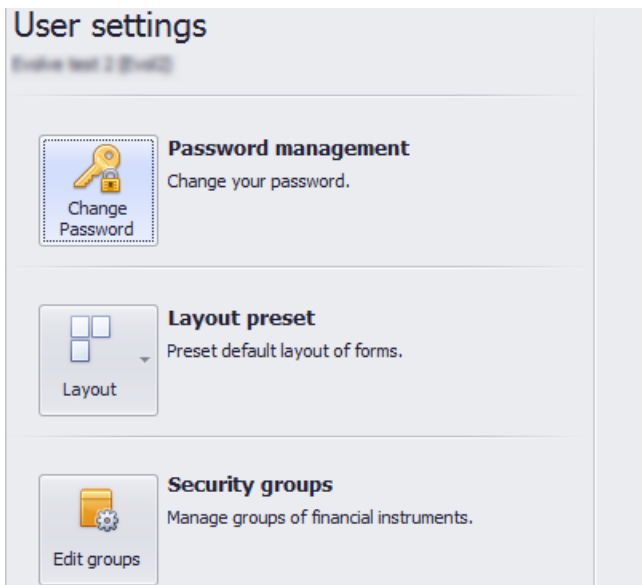 User settings
Password management
Change your password.
Change
Password
Layout preset
Preset default layout of forms.
Layout
Security groups
Manage groups of financial instruments.
Edit groups